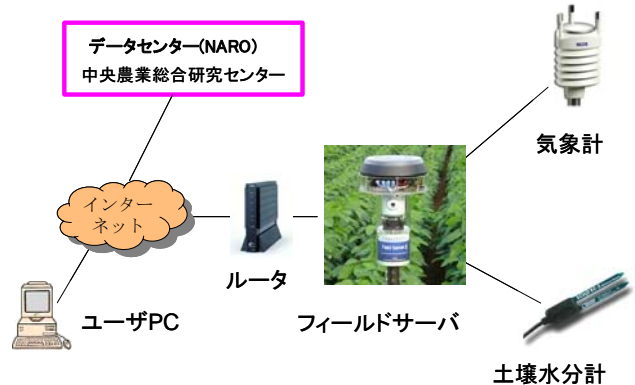 データセンター(NARO)
中央農業総合研究センター
気象計
インター
ネット
ルータ
ユーザPC
フィールドサーバ
土壌水分計